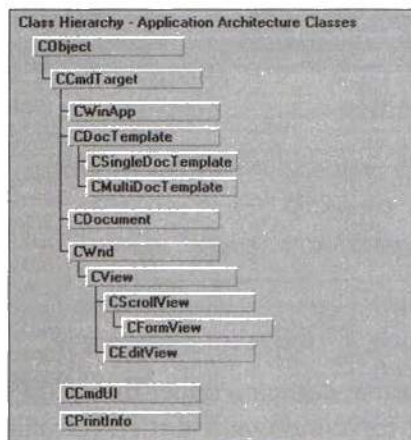 Class Hierarchy - Application Architecture Classes
CObject
CCmdTarget
CWinApp
CDocTemplate
CSingleDocTemplate
CMultiDocTemplate
CDocument
CWnd
CView
CScrollView
CFormView
CEditView
CCmdUI
CPrintInfo